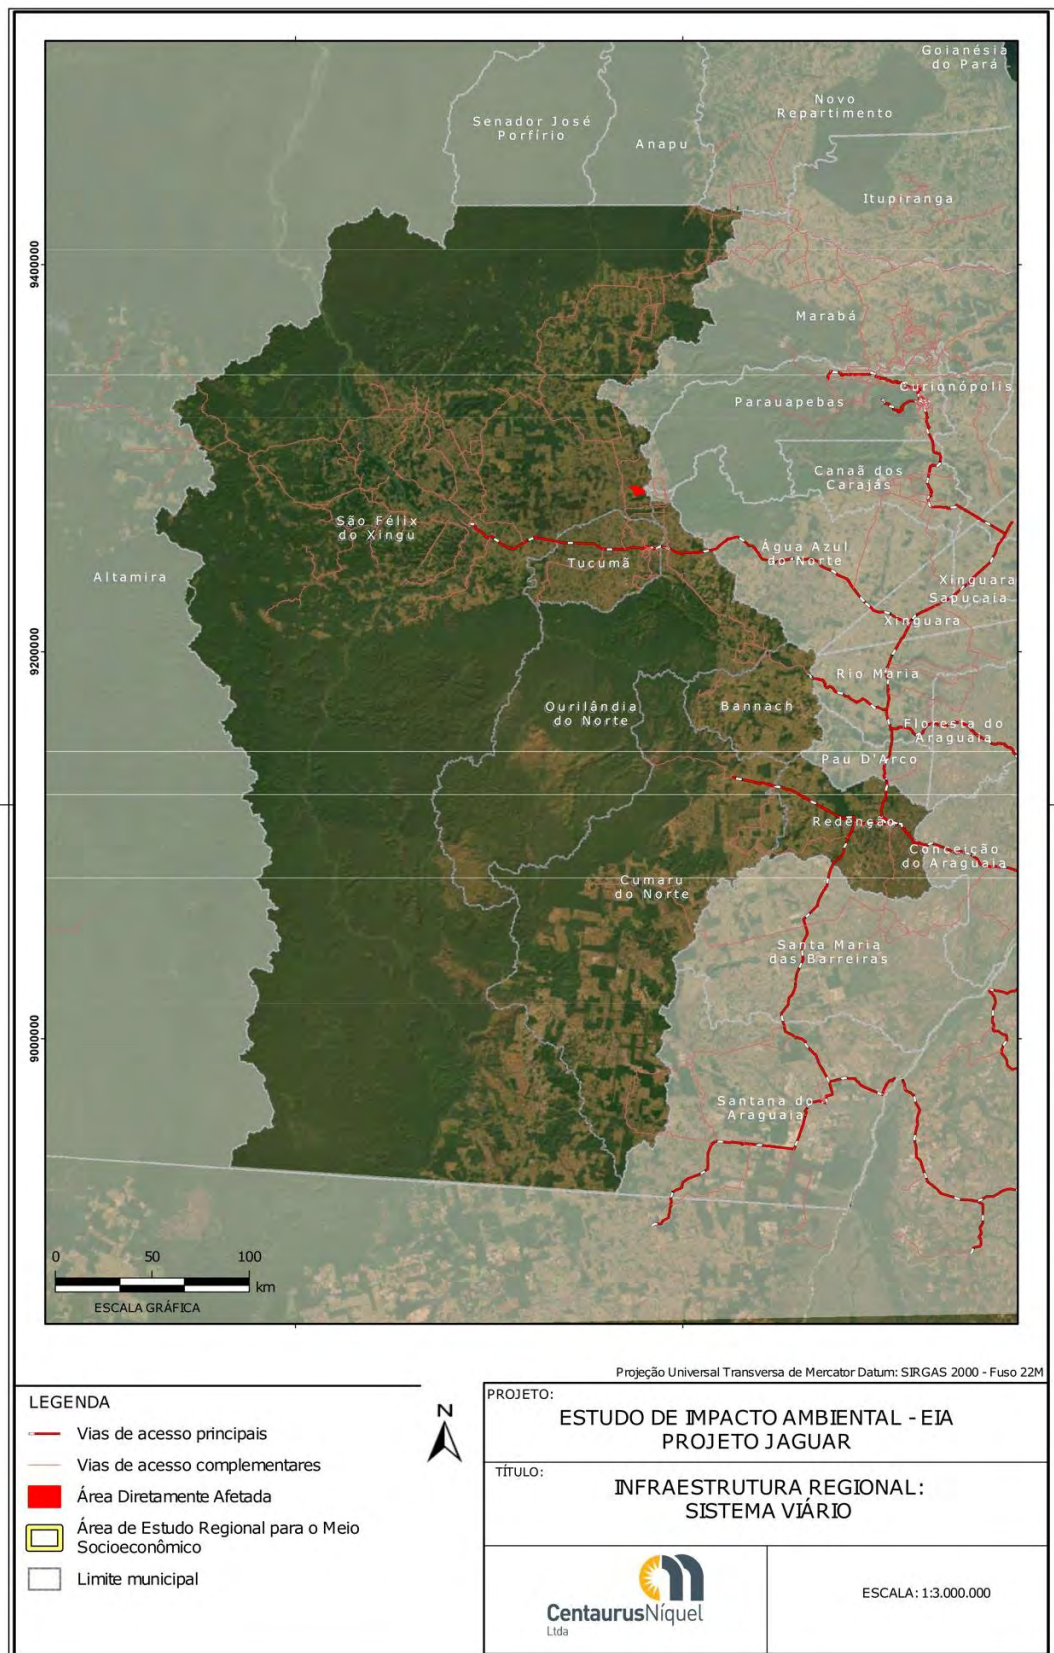 Goianésia
do Pará
Novo
Repartimento
Senador José
Porfírio
Anapu
Itupiranga
9400000
Marabá
Curionópolis
Parauapebas
Canaã dos
Carajás
São Félix
do Xingu
Água Azul
do Norte
Tucumã
Altamira
Xinguara
Sapucaia
Xinguara
9200000
Rio Maria
Ourilândia
do Norte
Bannach
Floresta do
Araguaia
Pau D'Arco
Redenção
Conceição
do Araguaia
Cumaru
do Norte
Santa Maria
das Barreiras
9000000
Santana do
Araguaia
0 50 100
km
ESCALA GRÁFICA
Projeção Universal Transversa de Mercator Datum: SIRGAS 2000 - Fuso 22M
LEGENDA
Vias de acesso principais
Vias de acesso complementares
Área Diretamente Afetada
Área de Estudo Regional para o Meio
Socioeconômico
Limite municipal
N
PROJETO:
ESTUDO DE IMPACTO AMBIENTAL - EIA
PROJETO JAGUAR
TÍTULO:
INFRAESTRUTURA REGIONAL:
SISTEMA VIÁRIO
CentaurusNíquel
Ltda
ESCALA: 1:3.000.000